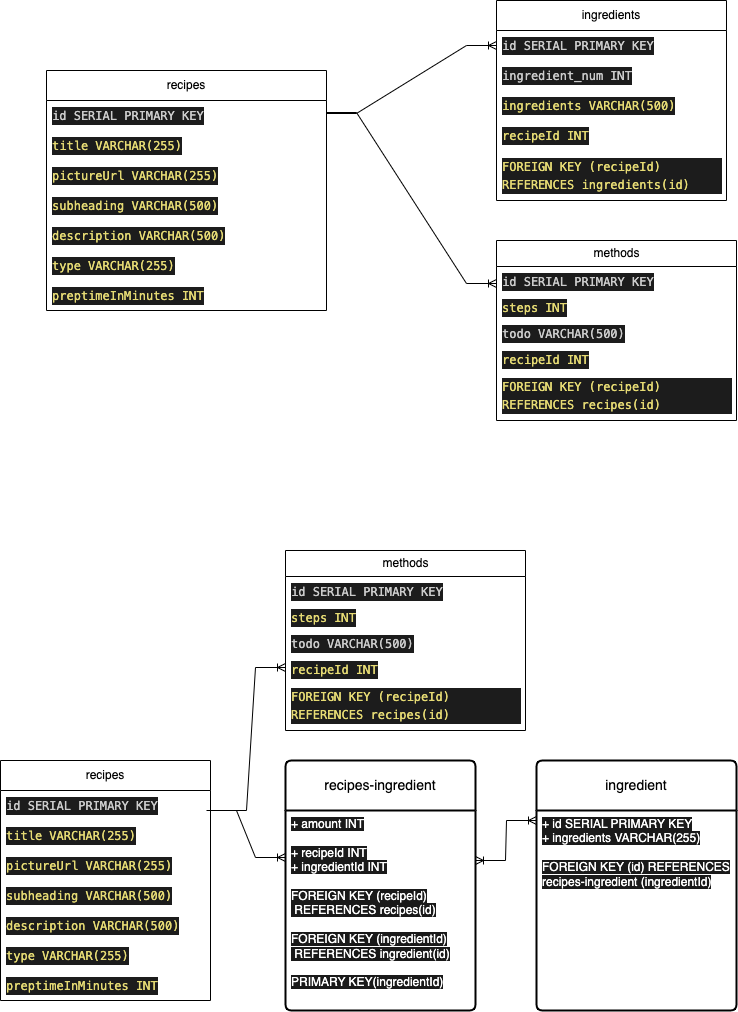 ingredients
id SERIAL PRIMARY KEY
ingredient_num INT
ingredients VARCHAR(500)
recipeId INT
FOREIGN KEY (recipeId)
REFERENCES ingredients(id)
recipes
id SERIAL PRIMARY KEY
title VARCHAR(255)
pictureUrl VARCHAR(255)
subheading VARCHAR(500)
description VARCHAR(500)
type VARCHAR(255)
preptimeInMinutes INT
methods
id SERIAL PRIMARY KEY
steps INT
todo VARCHAR(500)
recipeId INT
FOREIGN KEY (recipeId)
REFERENCES recipes(id)
methods
id SERIAL PRIMARY KEY
steps INT
todo VARCHAR(500)
recipeId INT
FOREIGN KEY (recipeId)
REFERENCES recipes(id)
recipes
id SERIAL PRIMARY KEY
title VARCHAR(255)
pictureUrl VARCHAR(255)
subheading VARCHAR(500)
description VARCHAR(500)
type VARCHAR(255)
preptimeInMinutes INT
recipes-ingredient
+ amount INT
+ recipeId INT
+ ingredientId INT
FOREIGN KEY (recipeId)
REFERENCES recipes(id)
FOREIGN KEY (ingredientId)
REFERENCES ingredient(id)
PRIMARY KEY(ingredientId)
ingredient
+ id SERIAL PRIMARY KEY
+ ingredients VARCHAR(255)
FOREIGN KEY (id) REFERENCES
recipes-ingredient (ingredientId)